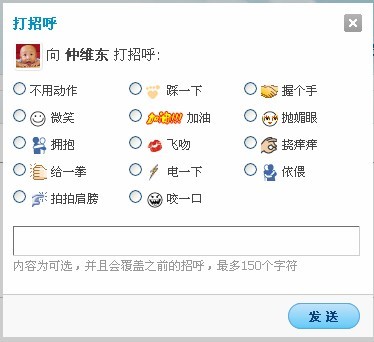 打招呼
向 仲维东 打招呼:
不用动作 踩一下 握个手
微笑 加油!!! 加油 抛媚眼
拥抱 飞吻 挠痒痒
给一拳 电一下 依偎
拍拍肩膀 咬一口
内容为可选，并且会覆盖之前的招呼，最多150个字符
发 送